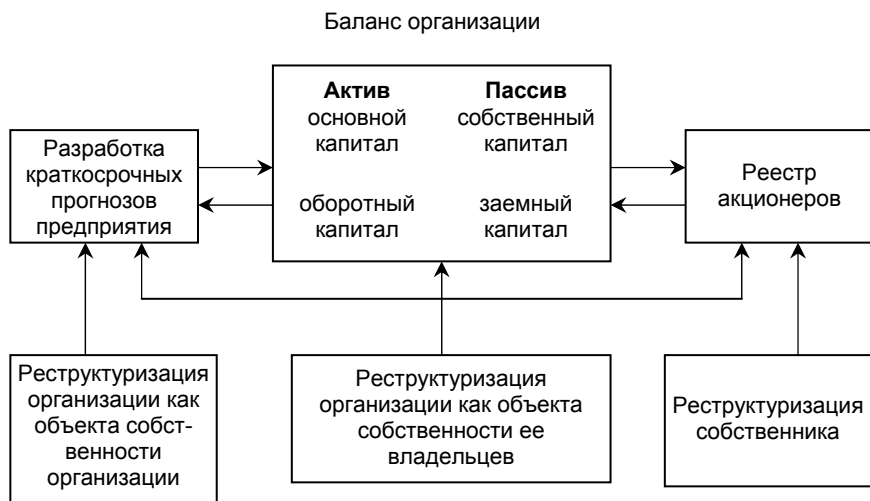 Баланс организации
Актив
основной
капитал
оборотный
капитал
Пассив
собственный
капитал
заемный
капитал
Разработка
краткосрочных
прогнозов
предприятия
Реестр
акционеров
Реструктуризация
организации как
объекта собст-
венности
организации
Реструктуризация
организации как объекта
собственности ее
владельцев
Реструктуризация
собственника